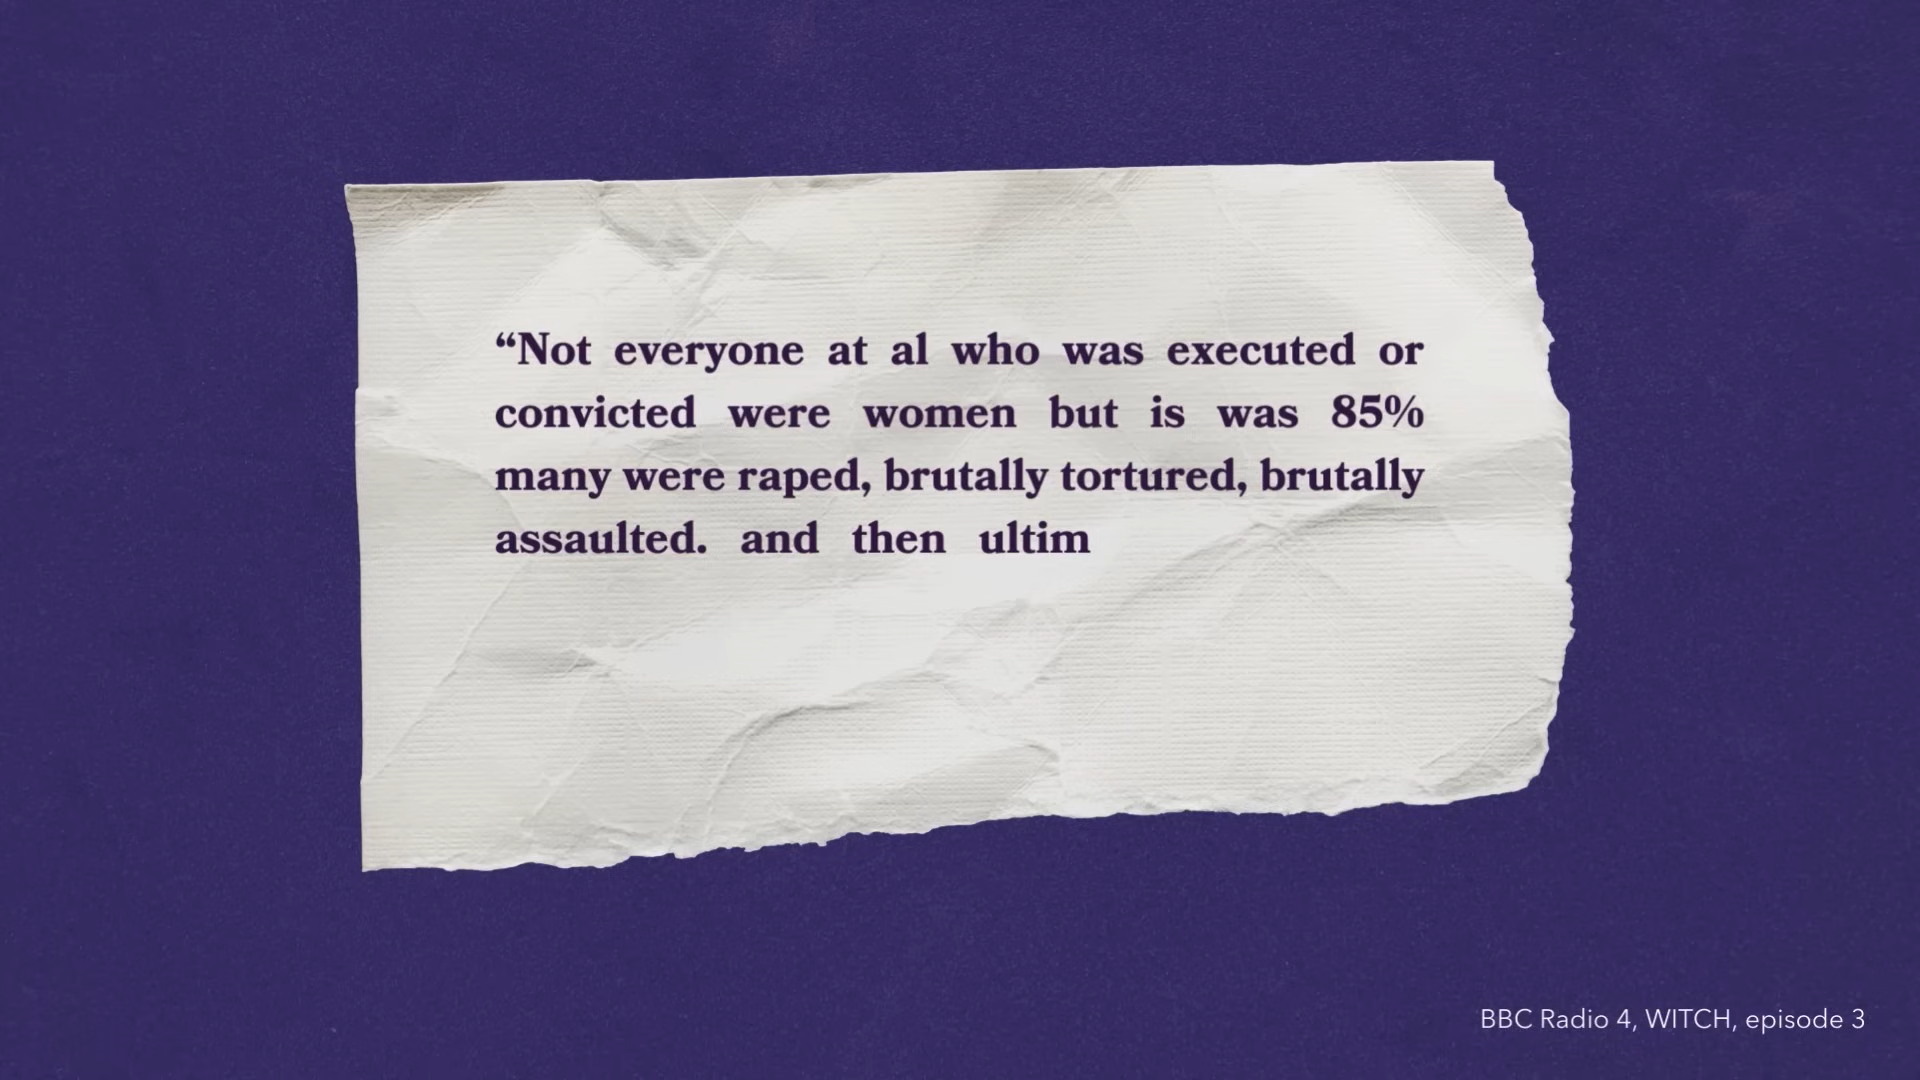 “Not everyone at al who was executed or
convicted were women but is was 85%
many were raped, brutally tortured, brutally
assaulted. and then ultim
BBC Radio 4, WITCH, episode 3